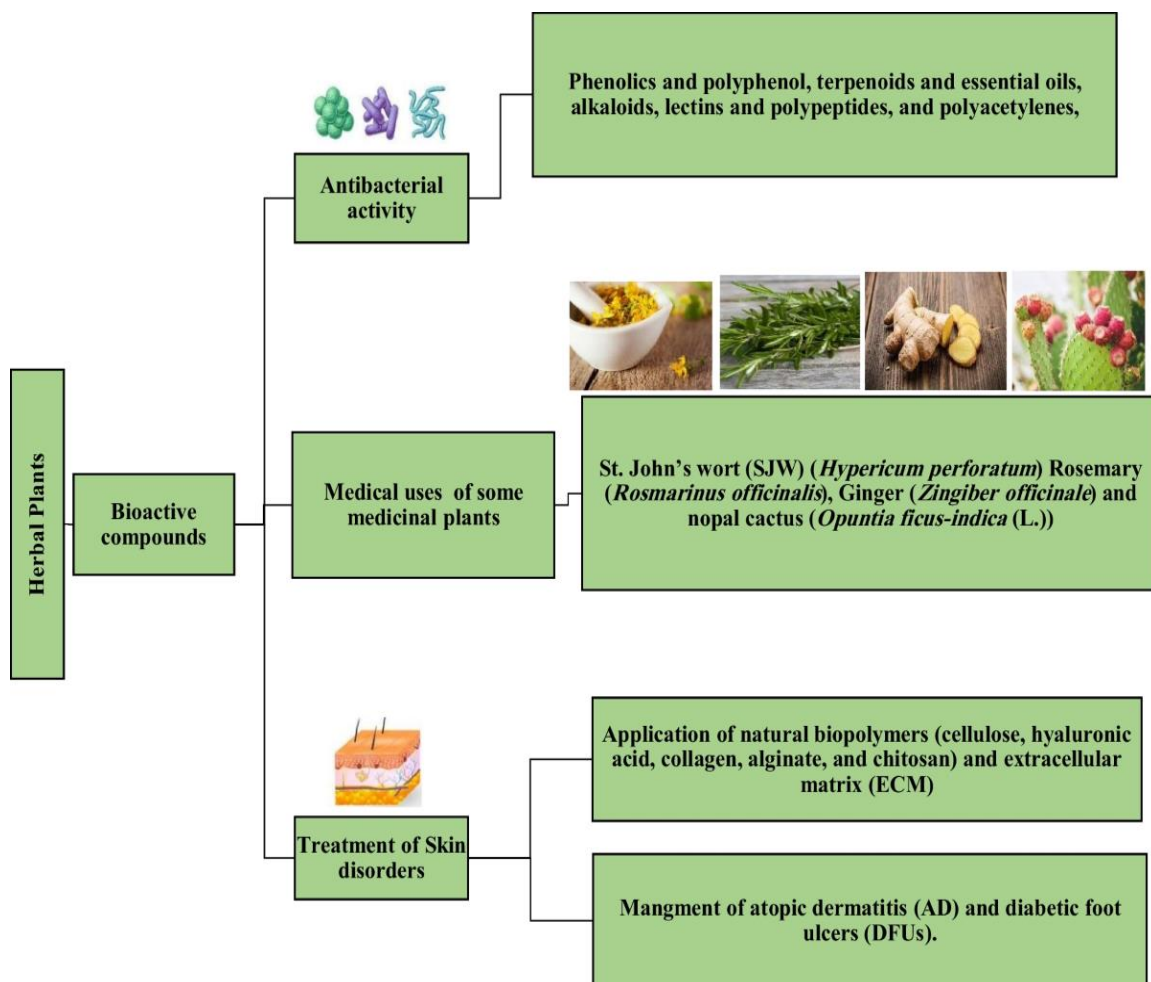 Phenolics and polyphenol, terpenoids and essential oils,
alkaloids, lectins and polypeptides, and polyacetylenes,
Antibacterial
activity
Herbal Plants
Bioactive
compounds
Medical uses of some
medicinal plants
St. John’s wort (SJW) (Hypericum perforatum) Rosemary
(Rosmarinus officinalis), Ginger (Zingiber officinale) and
nopal cactus (Opuntia ficus-indica (L.))
Application of natural biopolymers (cellulose, hyaluronic
acid, collagen, alginate, and chitosan) and extracellular
matrix (ECM)
Treatment of Skin
disorders
Mangment of atopic dermatitis (AD) and diabetic foot
ulcers (DFUs).